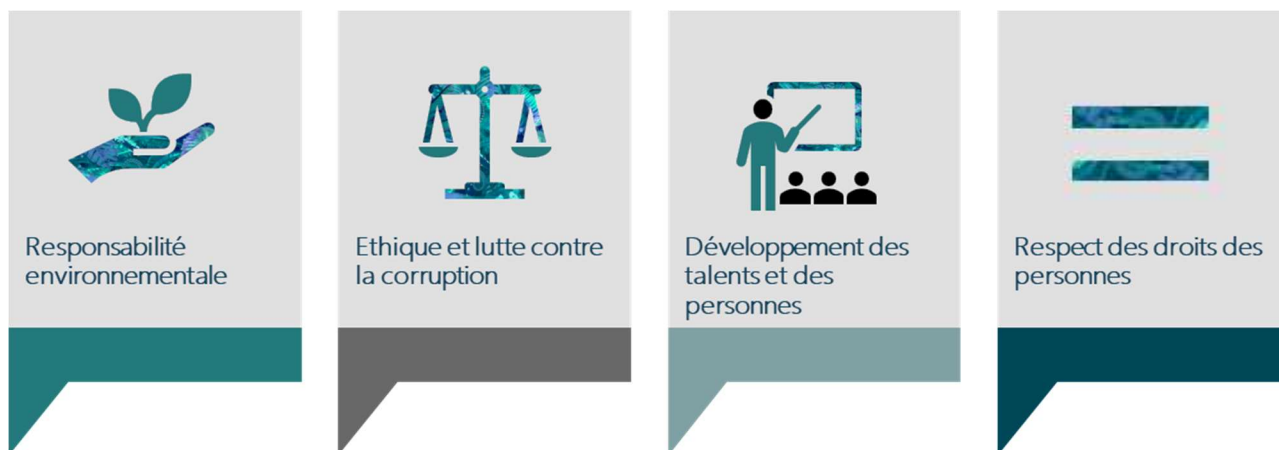 Responsabilité
environnementale
Ethique et lutte contre
la corruption
Développement des
talents et des
personnes
Respect des droits des
personnes